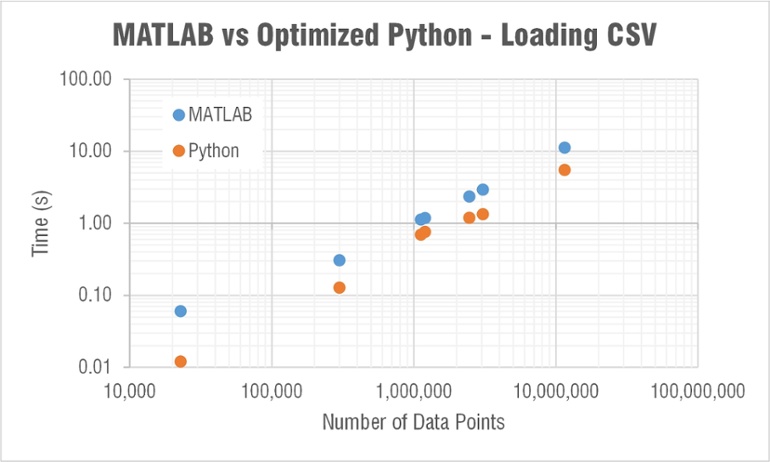 MATLAB vs Optimized Python - Loading CSV
100.00
10.00
1.00
0.10
0.01
Time (s)
MATLAB
Python
10,000
100,000
1,000,000
10,000,000
100,000,000
Number of Data Points